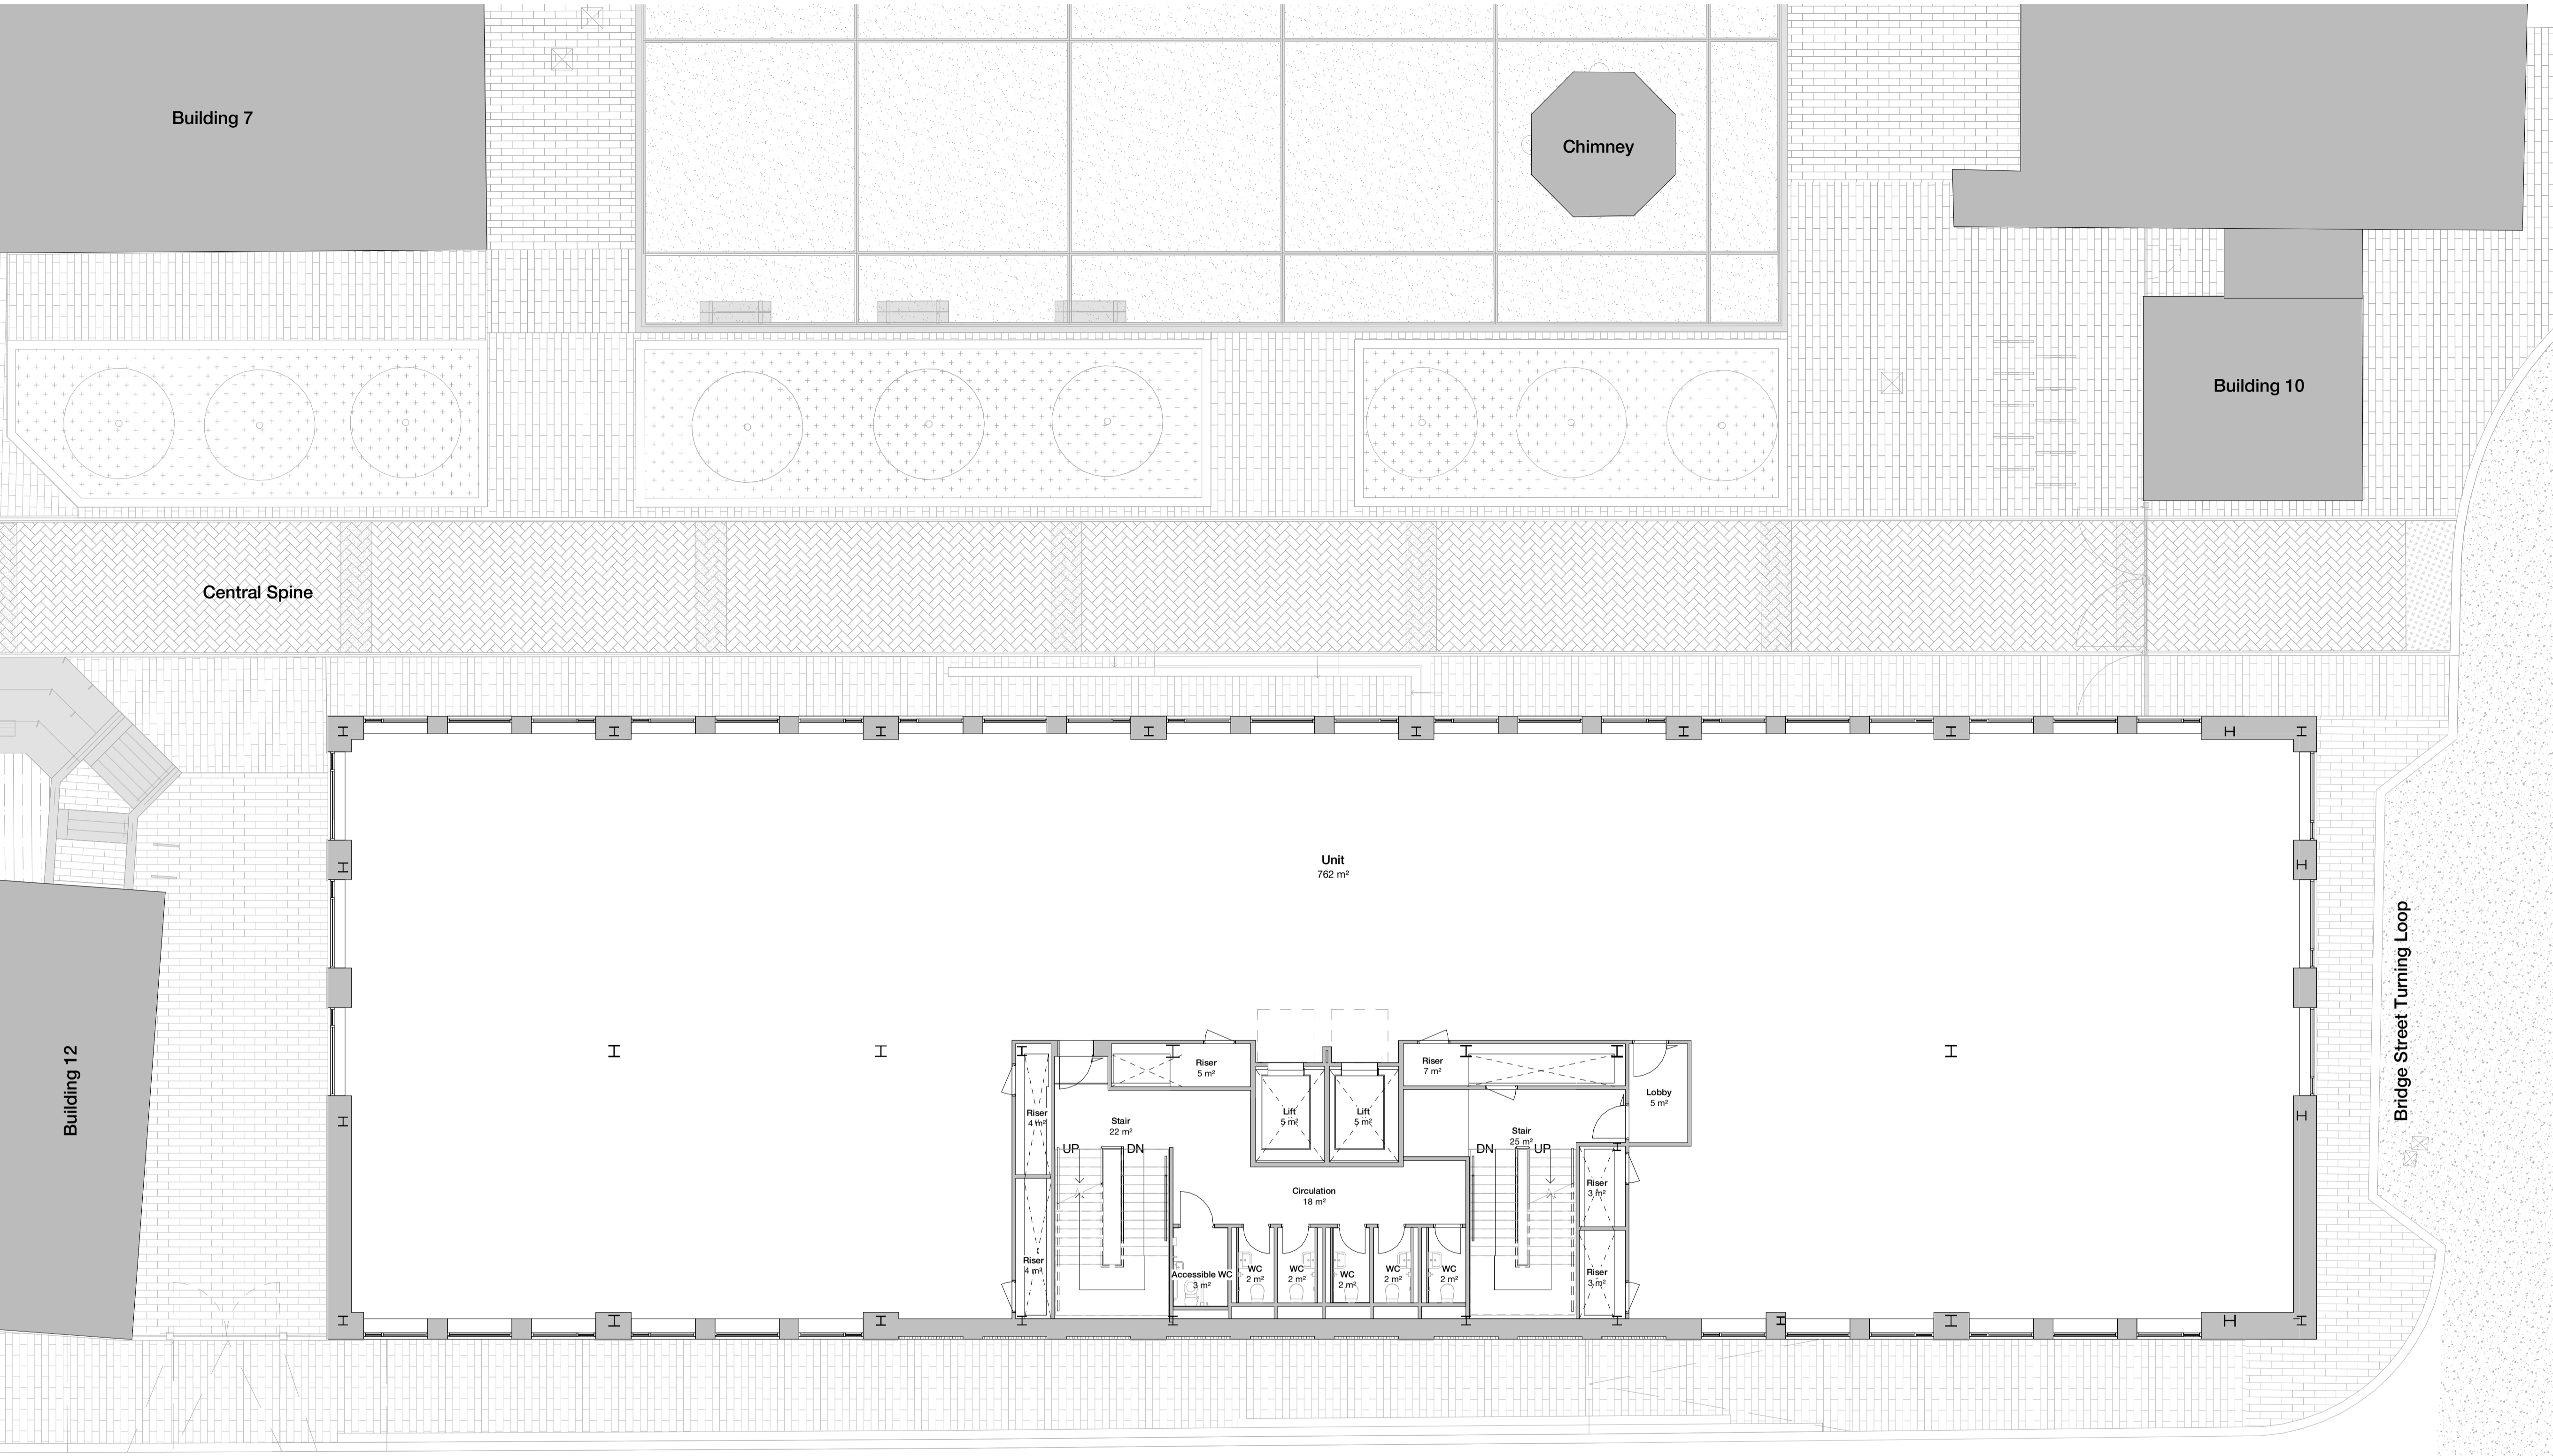 Building 7
Chimney
Building 10
Central Spine
Unit
762 m²
Bridge Street Turning Loop
Building 12
Riser
5 m²
Riser
7 m²
Lobby
5 m²
Riser
4 m²
Stair
22 m²
Lift
5 m²
Lift
5 m²
Stair
25 m²
UP
DN
DN
UP
Circulation
18 m²
Riser
3 m²
Riser
4 m²
Accessible WC
3 m²
WC
2 m²
WC
2 m²
WC
2 m²
WC
2 m²
WC
2 m²
Riser
3 m²